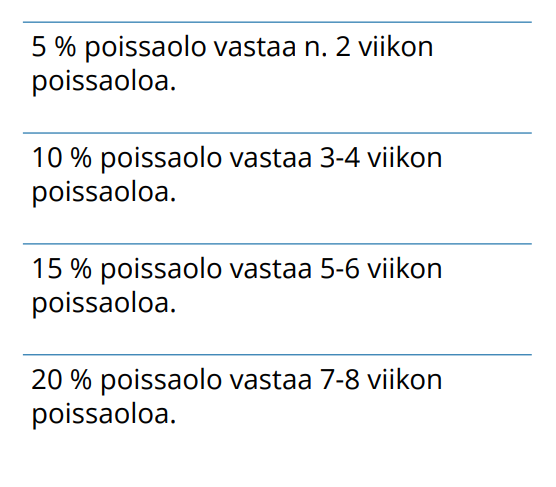 5 % poissaolo vastaa n. 2 viikon
poissaoloa.
10 % poissaolo vastaa 3-4 viikon
poissaoloa.
15 % poissaolo vastaa 5-6 viikon
poissaoloa.
20 % poissaolo vastaa 7-8 viikon
poissaoloa.